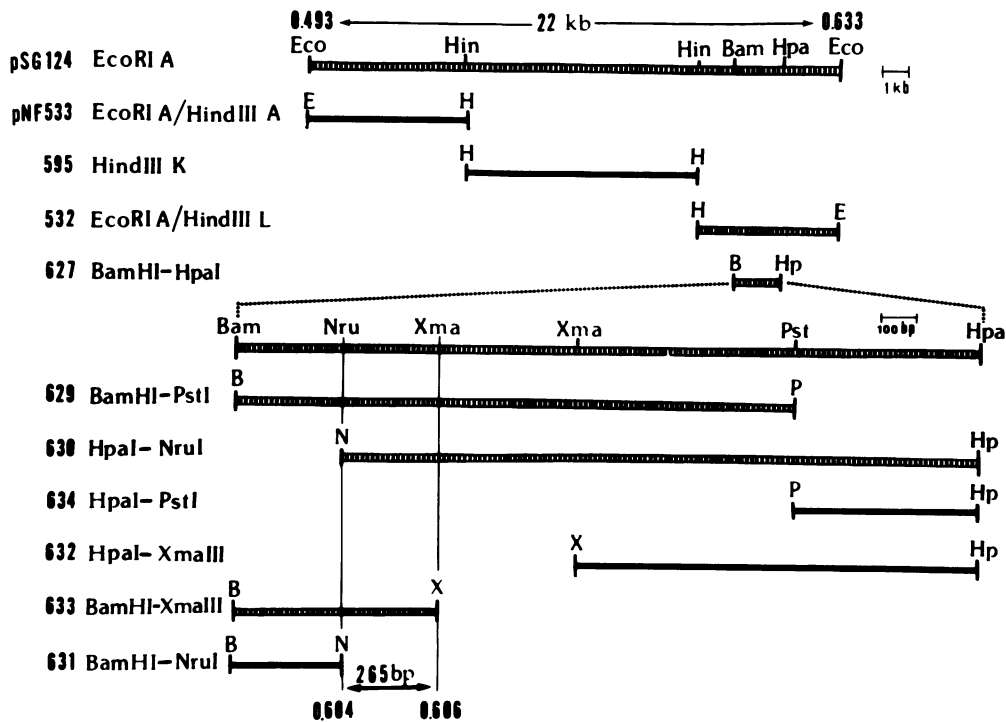 0.493 22 kb 0.633
Eco Hin Hin Bam Hpa Eco
pSG124 EcoRI A
1 kb
pNF533 EcoRI A/HindIII A
E H
595 HindIII K
H H
532 EcoRI A/HindIII L
H E
627 BamHI-HpaI
B Hp
Bam Nru Xma Xma Pst Hpa
100 bp
629 BamHI-PstI
B P
630 HpaI-NruI
N Hp
634 HpaI-PstI
P Hp
632 HpaI-XmaIII
X Hp
633 BamHI-XmaIII
B X
631 BamHI-NruI
B N
265 bp
0.604 0.606